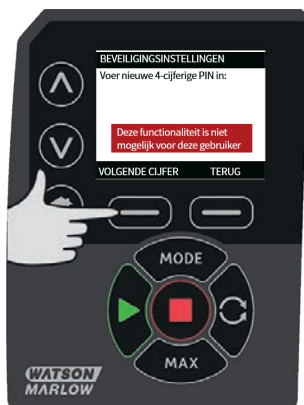 BEVEILIGINGSINSTELLINGEN
Voer nieuwe 4-cijferige PIN in:
Deze functionaliteit is niet
mogelijk voor deze gebruiker
VOLGENDE CIJFER TERUG
MODE
MAX
WATSON
MARLOW